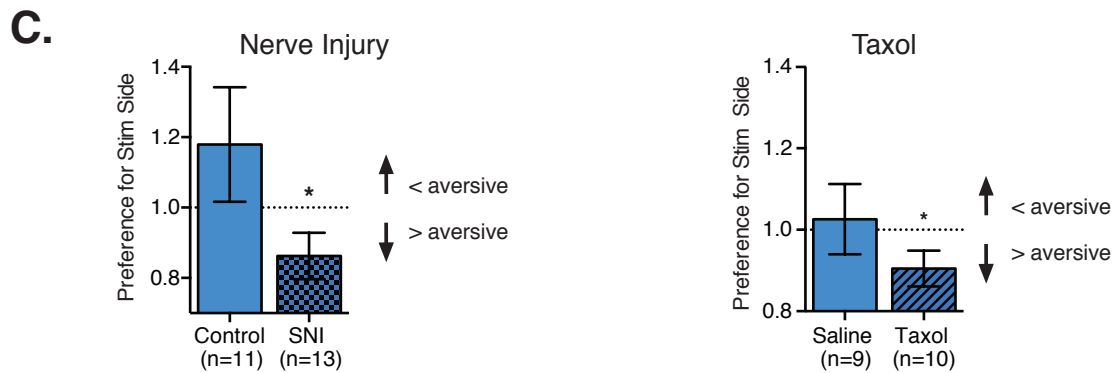 C.
Nerve Injury
Preference for Stim Side
1.4
1.2
1.0
0.8
*
< aversive
> aversive
Control
(n=11)
SNI
(n=13)
Taxol
Preference for Stim Side
1.4
1.2
1.0
0.8
*
< aversive
> aversive
Saline
(n=9)
Taxol
(n=10)